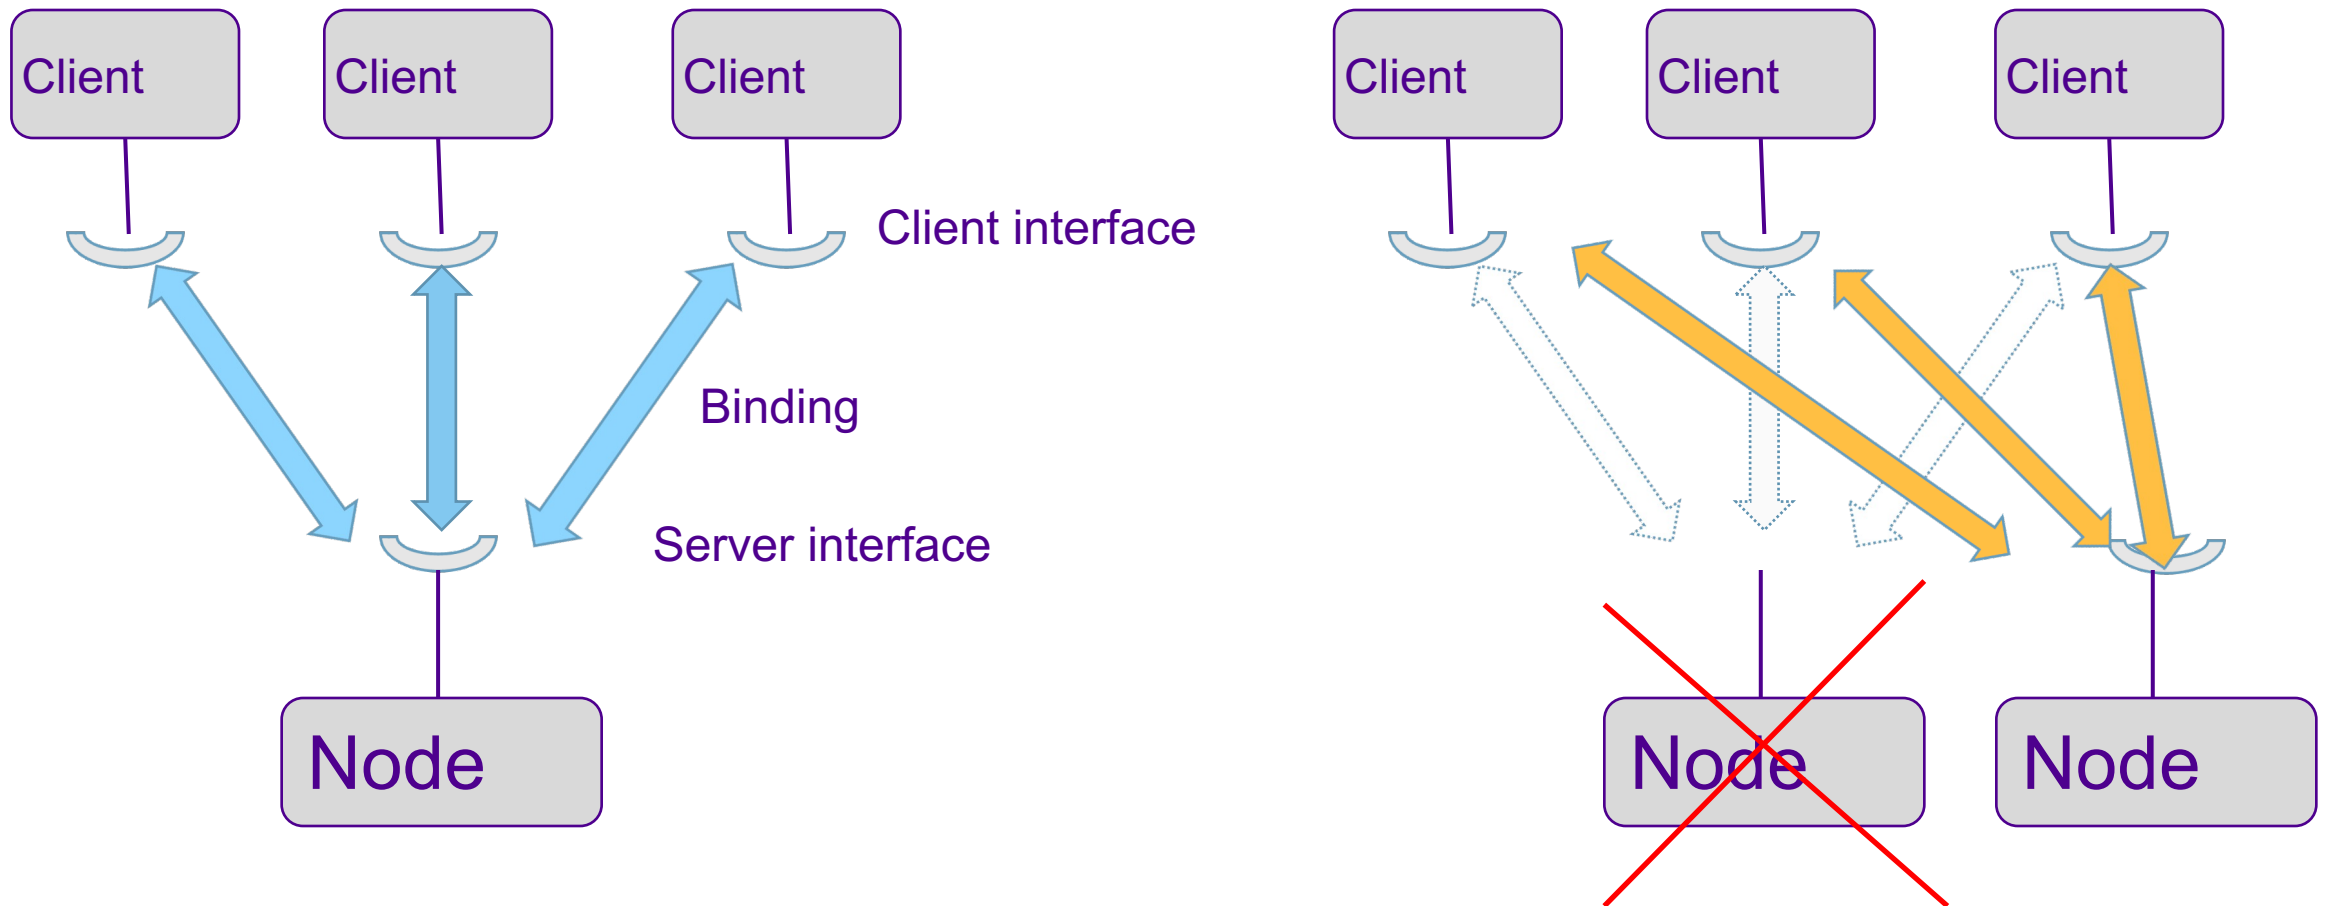 Client
Client
Client
Client
Client
Client
Client interface
Binding
Server interface
Node
Node
Node